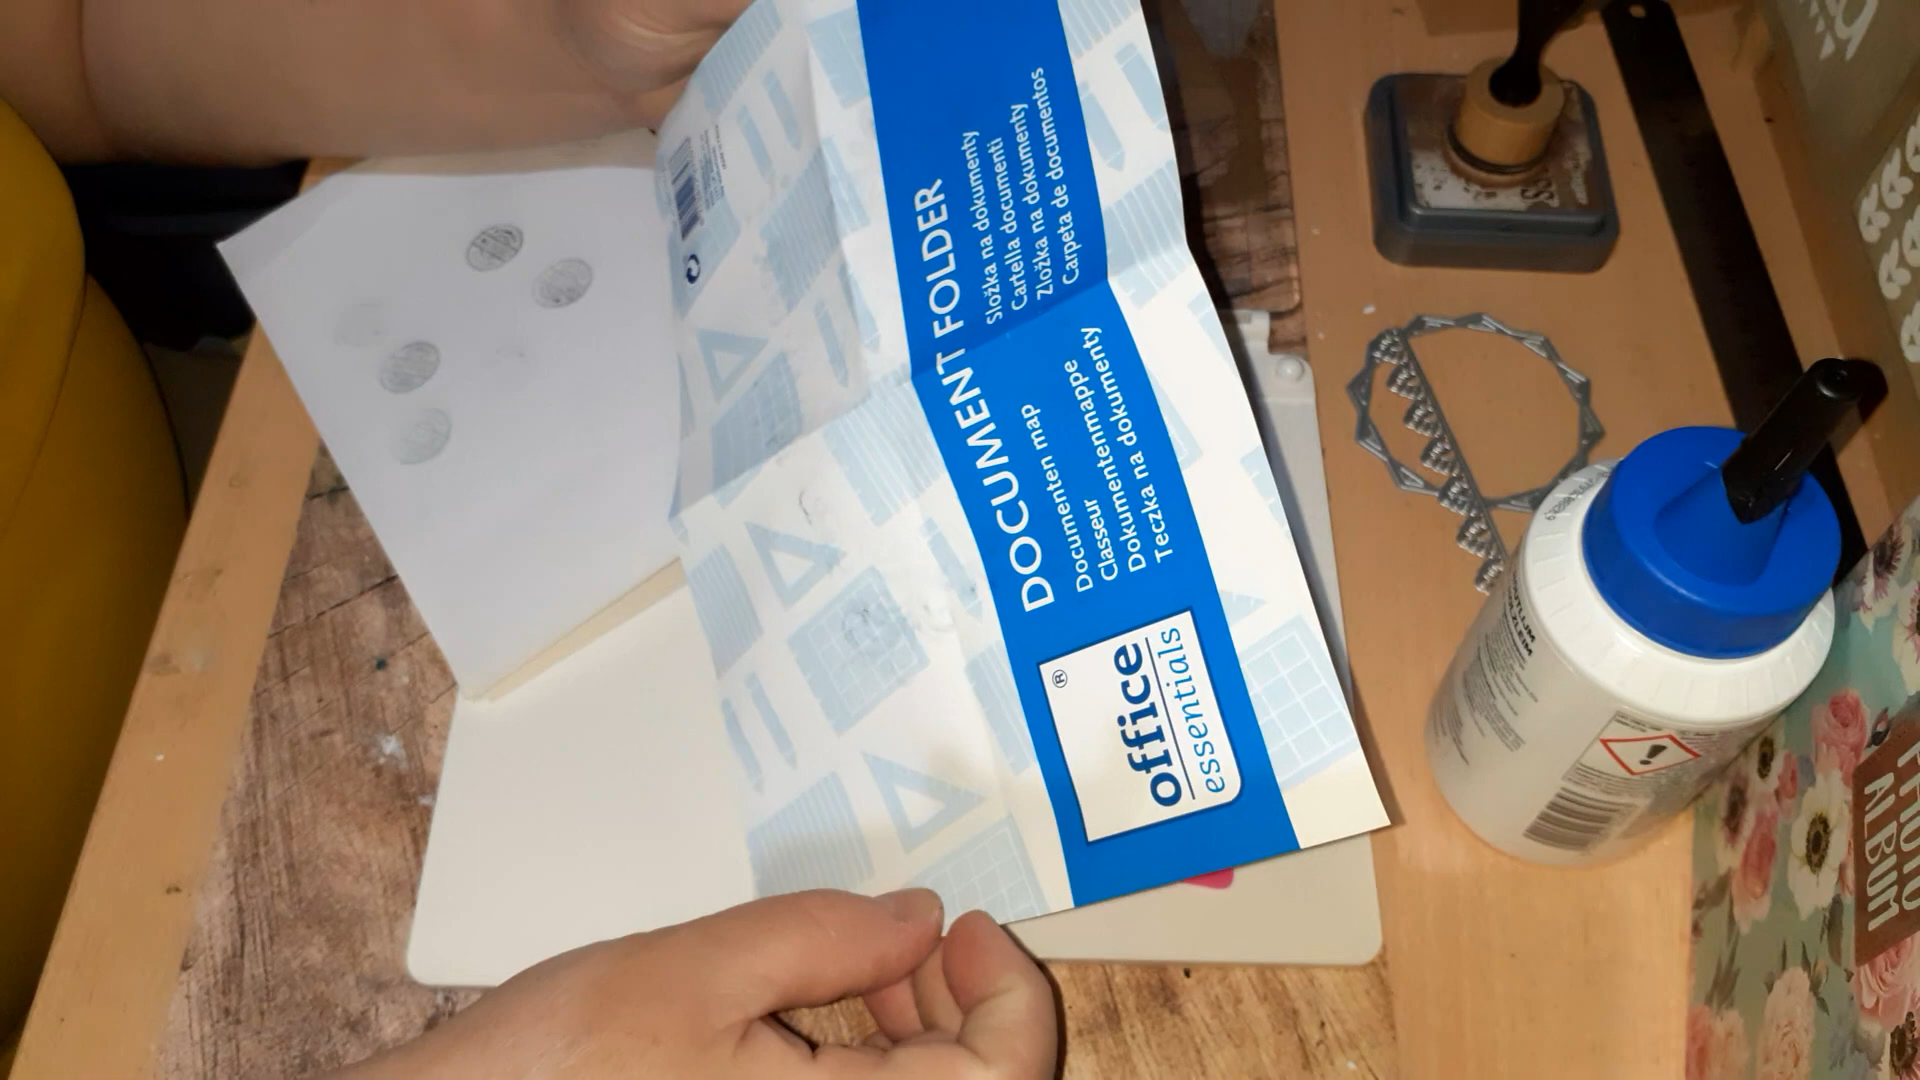 DOCUMENT FOLDER
Documenten map
Classeur
Dokumentenmappe
Teczka na dokumenty
Složka na dokumenty
Cartella documenti
Zložka na dokumenty
Carpeta de documentos
office®
essentials
PHOTO
ALBUM